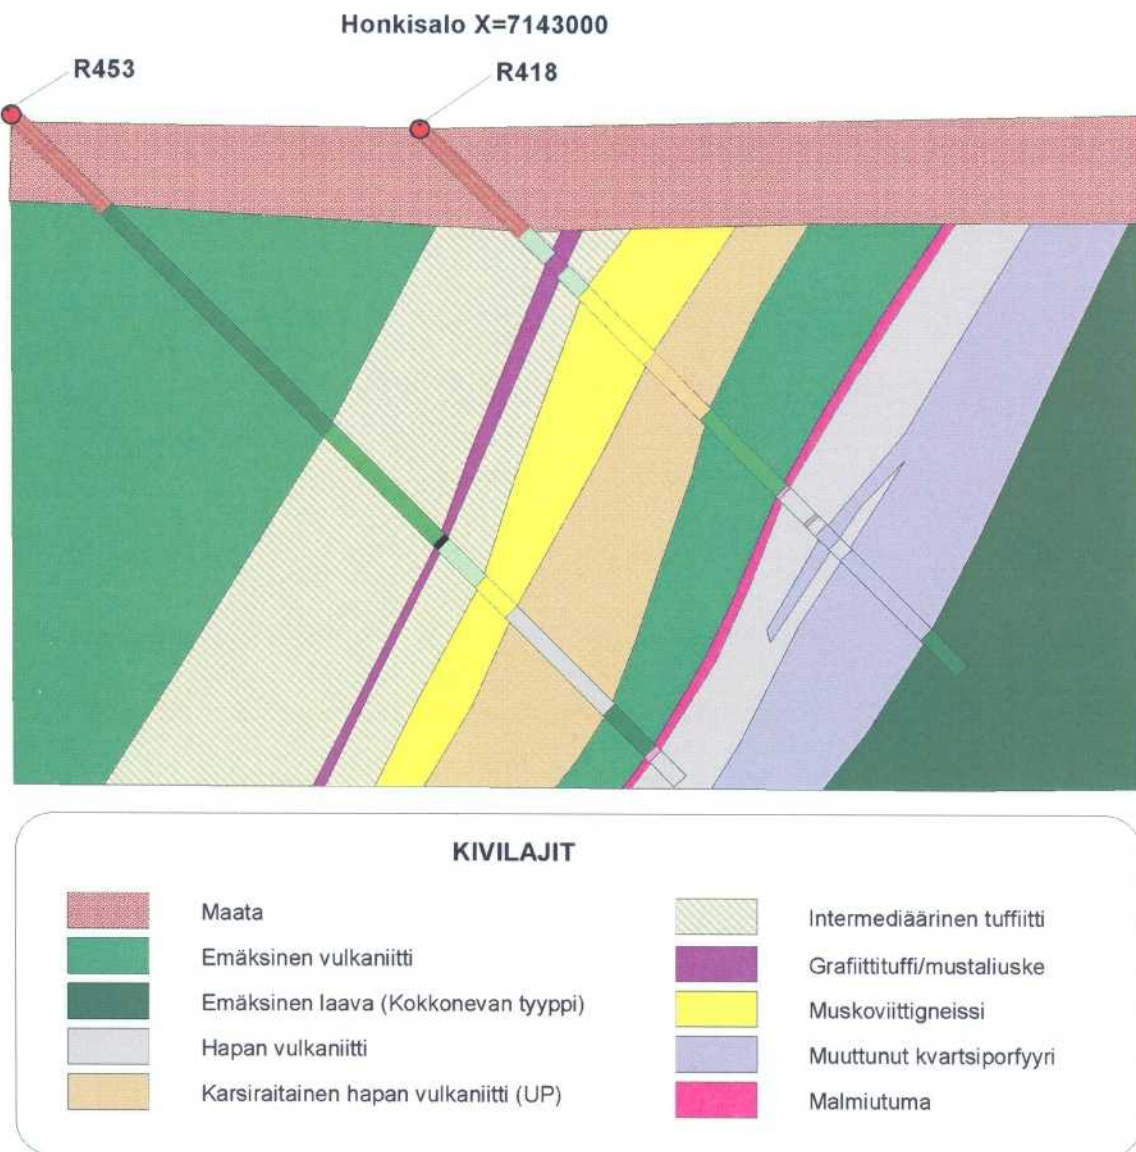 Honkisalo X=7143000
R453
R418
KIVILAJIT
Maata
Emäksinen vulkaniitti
Emäksinen laava (Kokkonevan tyyppi)
Hapan vulkaniitti
Karsiraitainen hapan vulkaniitti (UP)
Intermediäärinen tuffiitti
Grafiittituffi/mustaliuske
Muskoviittigneissi
Muuttunut kvartsiporfyyri
Malmiutuma